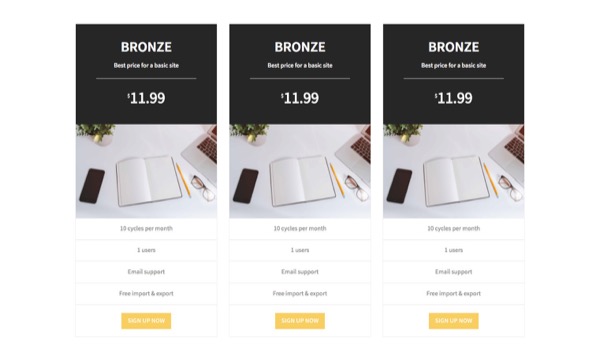 BRONZE
Best price for a basic site
$11.99
10 cycles per month
1 users
Email support
Free import & export
SIGN UP NOW
BRONZE
Best price for a basic site
$11.99
10 cycles per month
1 users
Email support
Free import & export
SIGN UP NOW
BRONZE
Best price for a basic site
$11.99
10 cycles per month
1 users
Email support
Free import & export
SIGN UP NOW